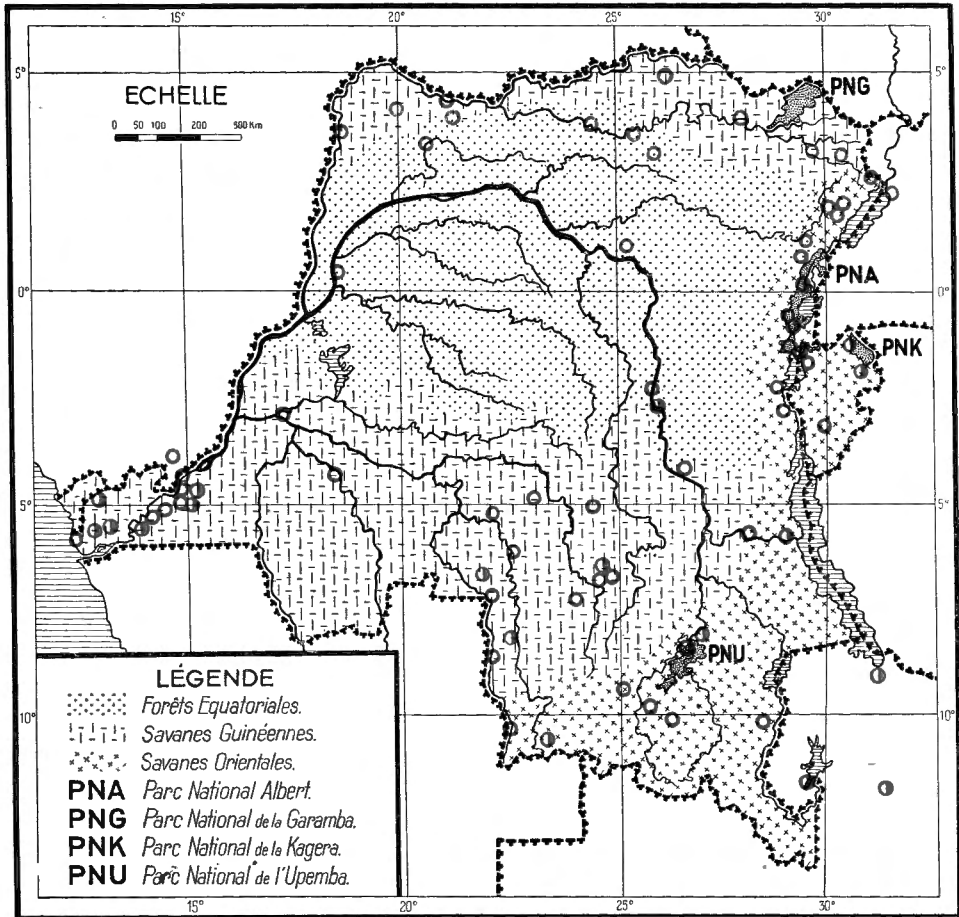 15° 20° 25° 30°
5° 5°
ECHELLE
0 50 100 200 300 Km
PNG
PNA
0° 0°
PNK
5° 5°
PNU
10° 10°
LÉGENDE
Forêts Equatoriales.
Savanes Guinéennes.
Savanes Orientales.
PNA Parc National Albert.
PNG Parc National de la Garamba.
PNK Parc National de la Kagera.
PNU Parc National de l'Upemba.
15° 20° 25° 30°